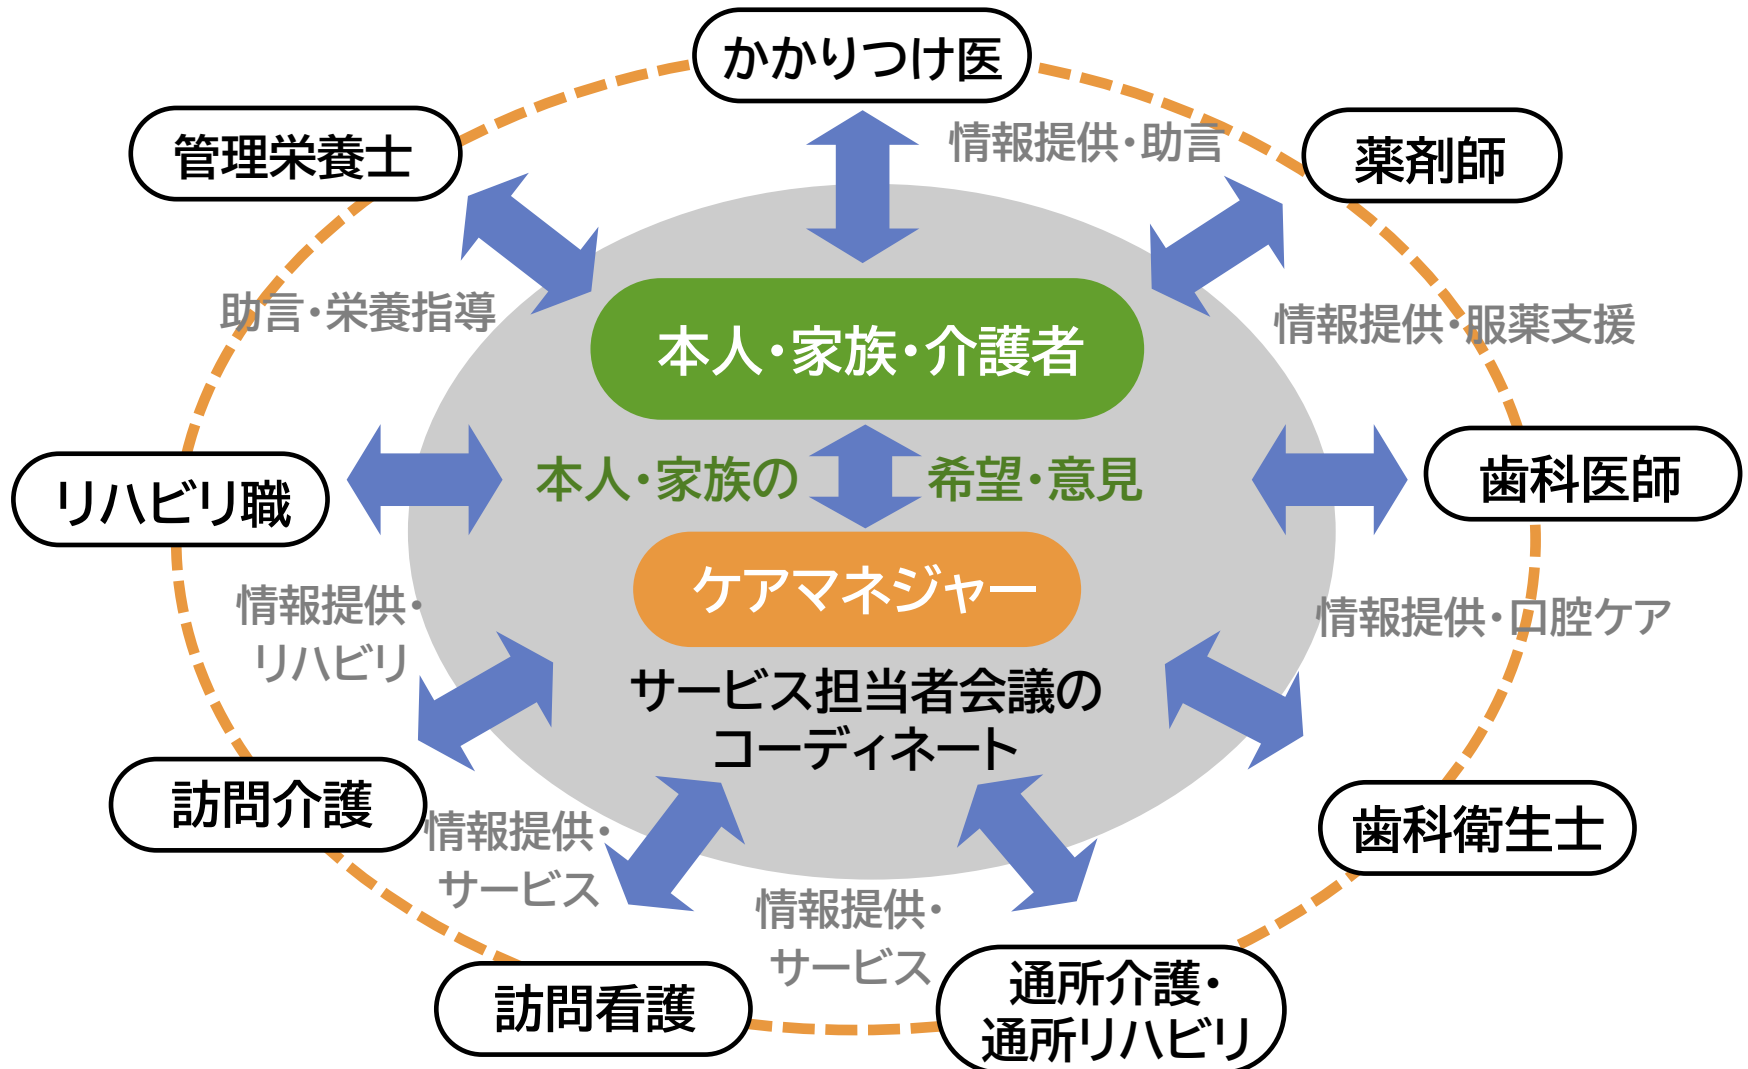 かかりつけ医
管理栄養士
情報提供・助言
薬剤師
助言・栄養指導
情報提供・服薬支援
本人・家族・介護者
リハビリ職
本人・家族の
希望・意見
歯科医師
ケアマネジャー
情報提供・
リハビリ
情報提供・口腔ケア
サービス担当者会議の
コーディネート
訪問介護
情報提供・
サービス
歯科衛生士
情報提供・
サービス
訪問看護
通所介護・
通所リハビリ